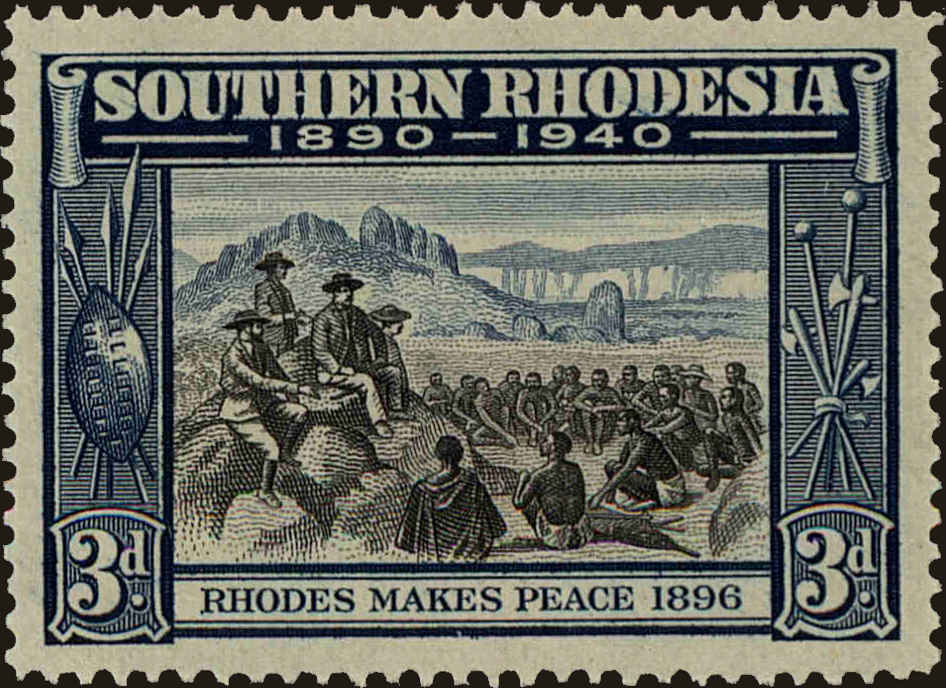 SOUTHERN RHODESIA
1890 — 1940
3d. 3d.
RHODES MAKES PEACE 1896